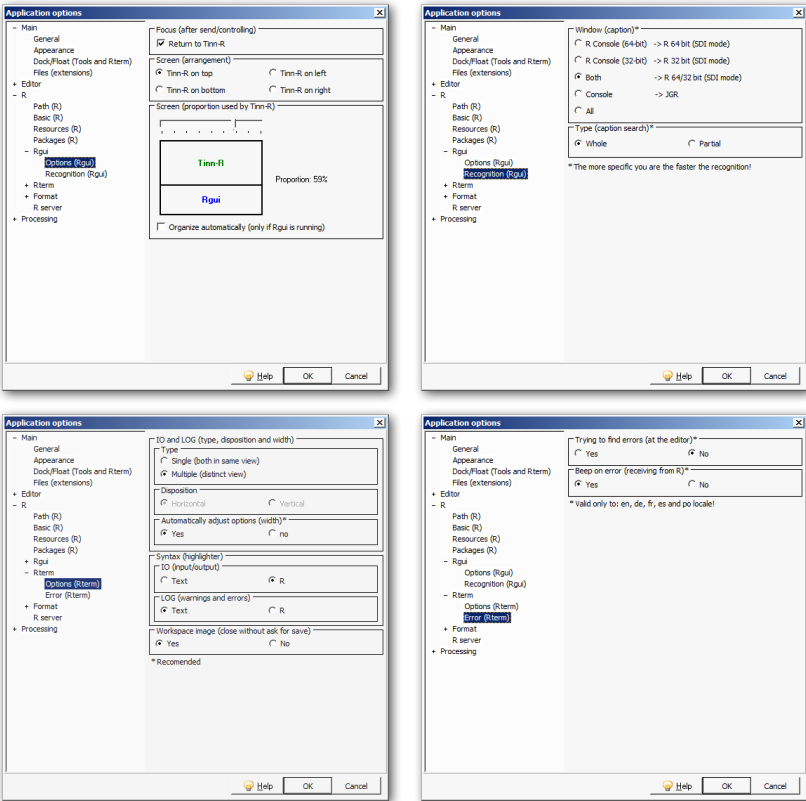 Application options
- Main
General
Appearance
Dock/Float (Tools and Rterm)
Files (extensions)
+ Editor
- R
Path (R)
Basic (R)
Resources (R)
Packages (R)
- Rgui
Options (Rgui)
Recognition (Rgui)
+ Rterm
+ Format
R server
+ Processing
Focus (after send/controlling)
Return to Tinn-R
Screen (arrangement)
Tinn-R on top Tinn-R on left
Tinn-R on bottom Tinn-R on right
Screen (proportion used by Tinn-R)
Tinn-R
Rgui
Proportion: 59%
Organize automatically (only if Rgui is running)
Help OK Cancel
Application options
- Main
General
Appearance
Dock/Float (Tools and Rterm)
Files (extensions)
+ Editor
- R
Path (R)
Basic (R)
Resources (R)
Packages (R)
- Rgui
Options (Rgui)
Recognition (Rgui)
+ Rterm
+ Format
R server
+ Processing
Window (caption)*
R Console (64-bit) -> R 64 bit (SDI mode)
R Console (32-bit) -> R 32 bit (SDI mode)
Both -> R 64/32 bit (SDI mode)
Console -> JGR
All
Type (caption search)*
Whole Partial
* The more specific you are the faster the recognition!
Help OK Cancel
Application options
- Main
General
Appearance
Dock/Float (Tools and Rterm)
Files (extensions)
+ Editor
- R
Path (R)
Basic (R)
Resources (R)
Packages (R)
+ Rgui
- Rterm
Options (Rterm)
Error (Rterm)
+ Format
R server
+ Processing
IO and LOG (type, disposition and width)
Type
Single (both in same view)
Multiple (distinct view)
Disposition
Horizontal Vertical
Automatically adjust options (width)*
Yes no
Syntax (highlighter)
IO (input/output)
Text R
LOG (warnings and errors)
Text R
Workspace image (close without ask for save)
Yes No
* Recomended
Help OK Cancel
Application options
- Main
General
Appearance
Dock/Float (Tools and Rterm)
Files (extensions)
+ Editor
- R
Path (R)
Basic (R)
Resources (R)
Packages (R)
- Rgui
Options (Rgui)
Recognition (Rgui)
- Rterm
Options (Rterm)
Error (Rterm)
+ Format
R server
+ Processing
Trying to find errors (at the editor)*
Yes No
Beep on error (receiving from R)*
Yes No
* Valid only to: en, de, fr, es and po locale!
Help OK Cancel